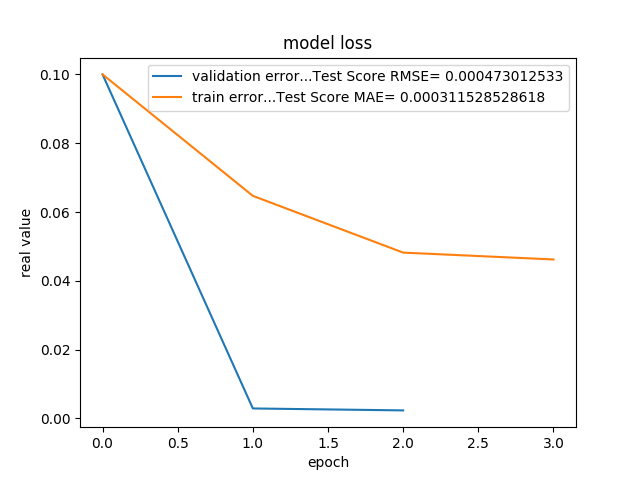 model loss
validation error...Test Score RMSE= 0.000473012533
train error...Test Score MAE= 0.000311528528618
0.10
0.08
0.06
0.04
0.02
0.00
real value
0.0 0.5 1.0 1.5 2.0 2.5 3.0
epoch